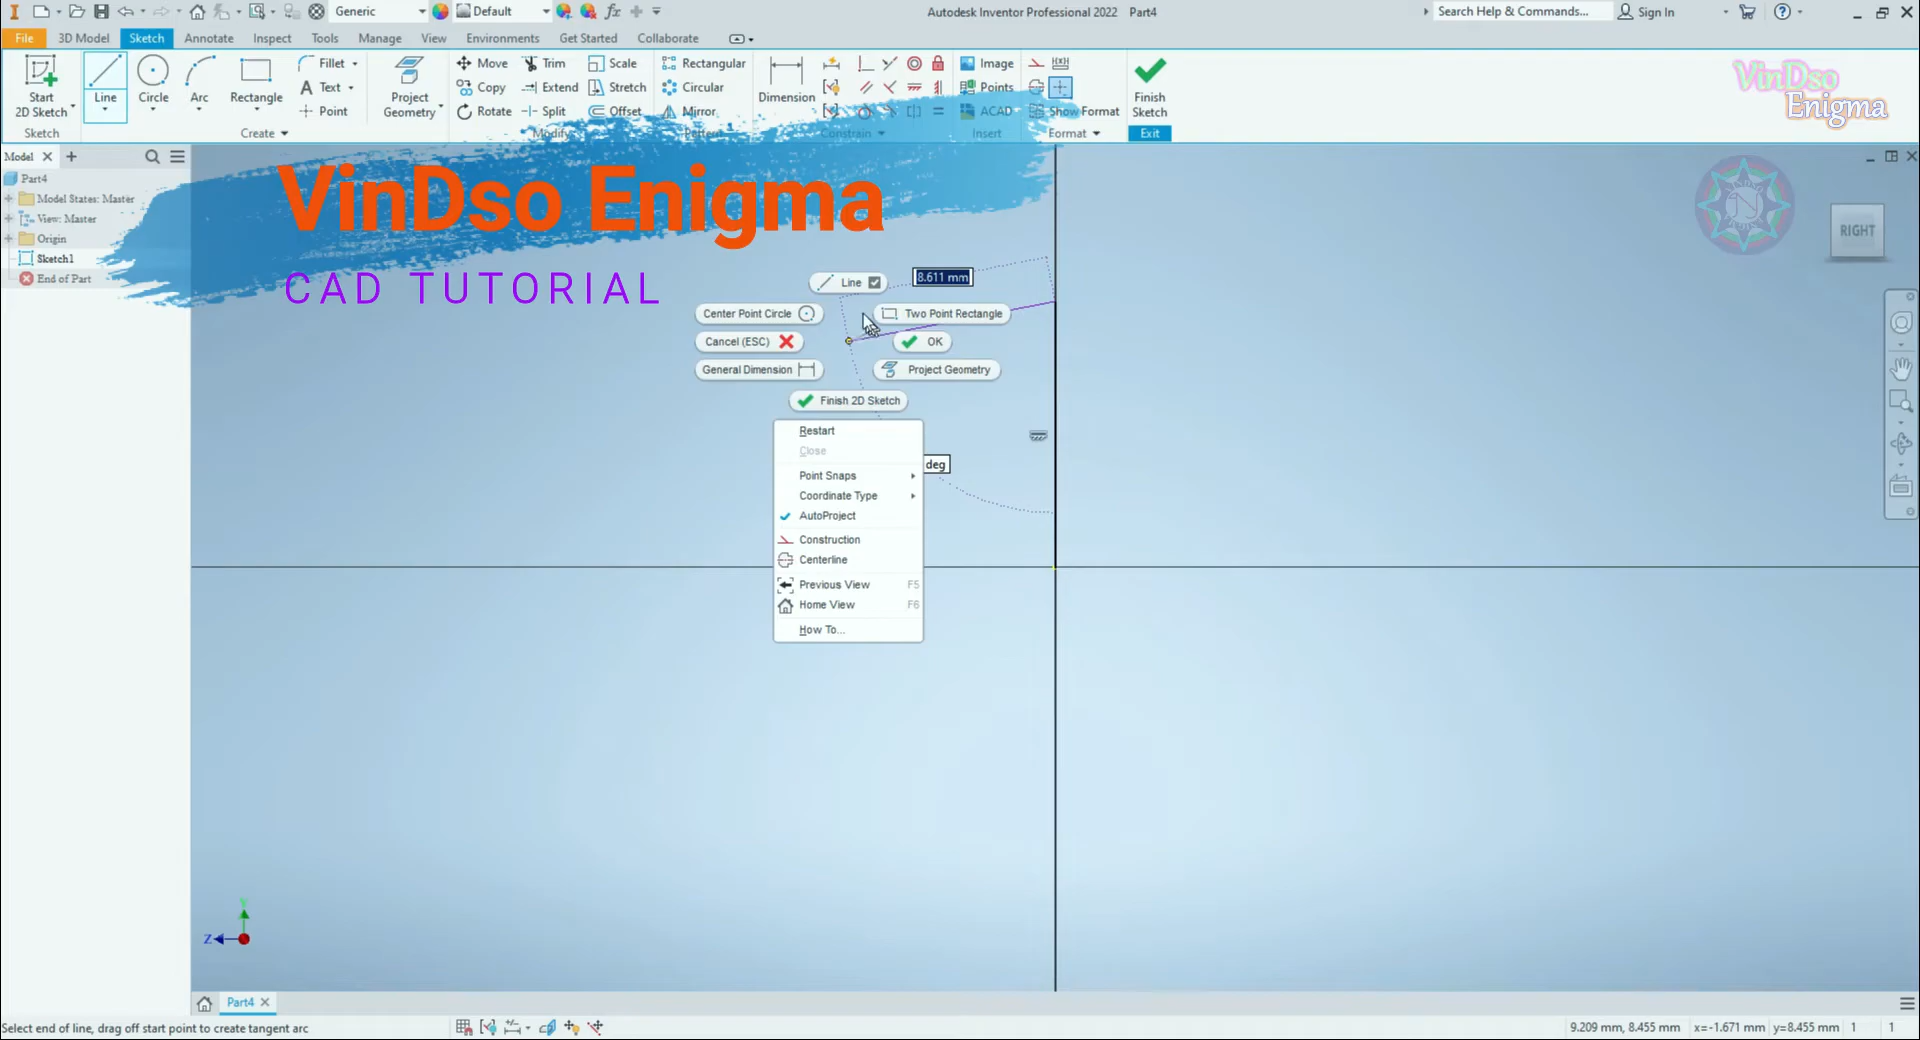 Generic
Default
Autodesk Inventor Professional 2022 Part4
Search Help & Commands...
Sign In
File
3D Model
Sketch
Annotate
Inspect
Tools
Manage
View
Environments
Get Started
Collaborate
Start
2D Sketch
Line
Circle
Arc
Rectangle
Fillet
Text
Point
Project
Geometry
Move
Copy
Rotate
Trim
Extend
Split
Scale
Stretch
Offset
Rectangular
Circular
Mirror
Dimension
Image
Points
ACAD
Show Format
Finish
Sketch
Sketch
Create
Modify
Pattern
Constrain
Insert
Format
Exit
VinDso
Enigma
Model
Part4
Model States: Master
View: Master
Origin
Sketch1
End of Part
VinDso Enigma
CAD TUTORIAL
RIGHT
Line
8.611 mm
Center Point Circle
Two Point Rectangle
Cancel (ESC)
OK
General Dimension
Project Geometry
Finish 2D Sketch
Restart
Close
deg
Point Snaps
Coordinate Type
AutoProject
Construction
Centerline
Previous View F5
Home View F6
How To...
Y
Z
Part4
Select end of line, drag off start point to create tangent arc
9.209 mm, 8.455 mm x=-1.671 mm y=8.455 mm 1 1